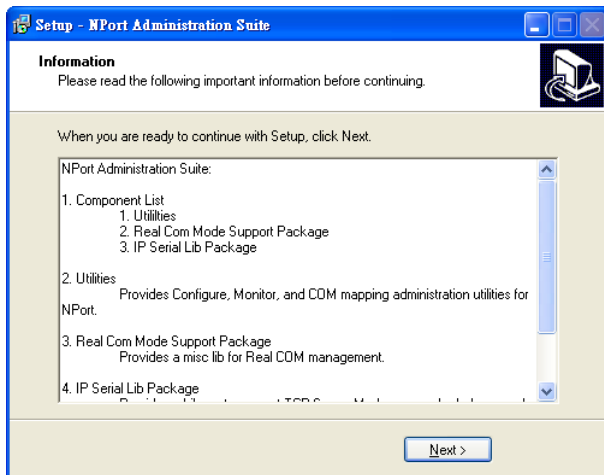 Setup - NPort Administration Suite
Information
Please read the following important information before continuing.
When you are ready to continue with Setup, click Next.
NPort Administration Suite:
1. Component List
1. Utilities
2. Real Com Mode Support Package
3. IP Serial Lib Package
2. Utilities
Provides Configure, Monitor, and COM mapping administration utilities for
NPort.
3. Real Com Mode Support Package
Provides a misc lib for Real COM management.
4. IP Serial Lib Package
Next >